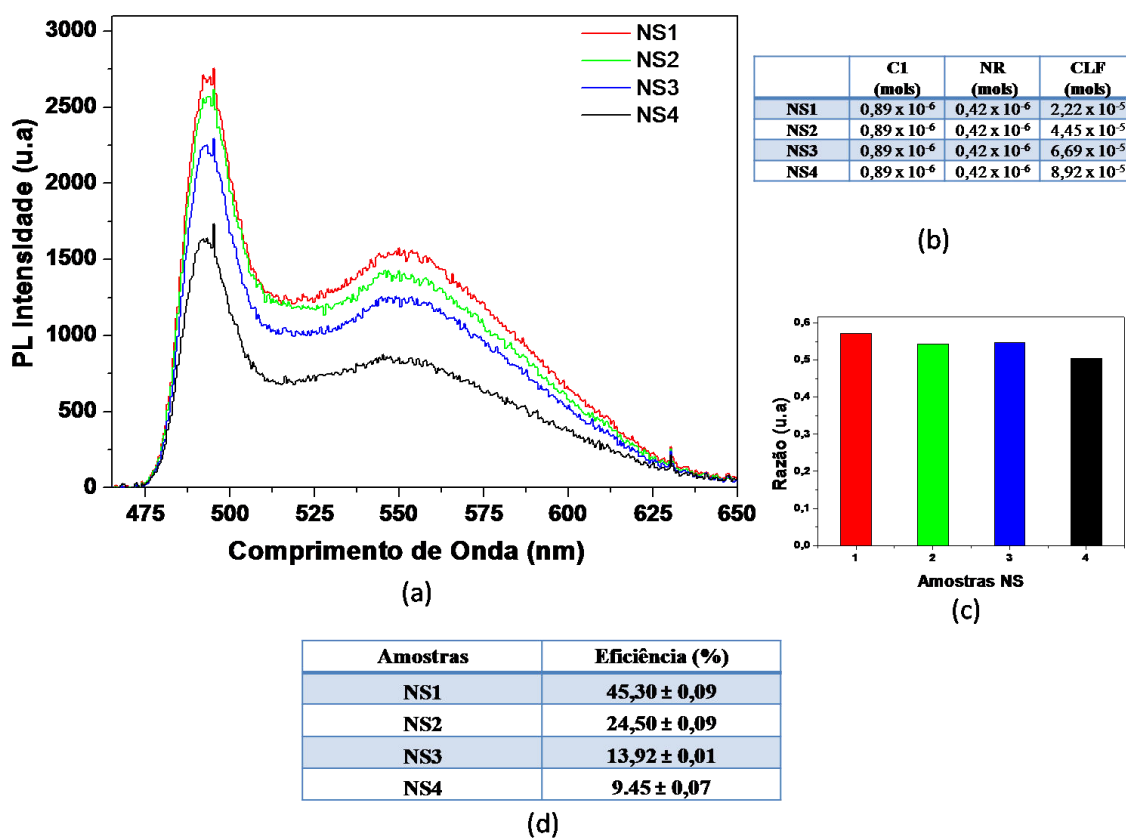 3000
2500
2000
1500
1000
500
0
PL Intensidade (u.a)
NS1
NS2
NS3
NS4
475 500 525 550 575 600 625 650
Comprimento de Onda (nm)
(a)
C1 (mols) NR (mols) CLF (mols)
NS1 0,89 x 10⁻⁶ 0,42 x 10⁻⁶ 2,22 x 10⁻⁵
NS2 0,89 x 10⁻⁶ 0,42 x 10⁻⁶ 4,45 x 10⁻⁵
NS3 0,89 x 10⁻⁶ 0,42 x 10⁻⁶ 6,69 x 10⁻⁵
NS4 0,89 x 10⁻⁶ 0,42 x 10⁻⁶ 8,92 x 10⁻⁵
(b)
0,6
0,5
0,4
0,3
0,2
0,1
0,0
Razão (u.a)
1 2 3 4
Amostras NS
(c)
Amostras Eficiência (%)
NS1 45,30 ± 0,09
NS2 24,50 ± 0,09
NS3 13,92 ± 0,01
NS4 9.45 ± 0,07
(d)